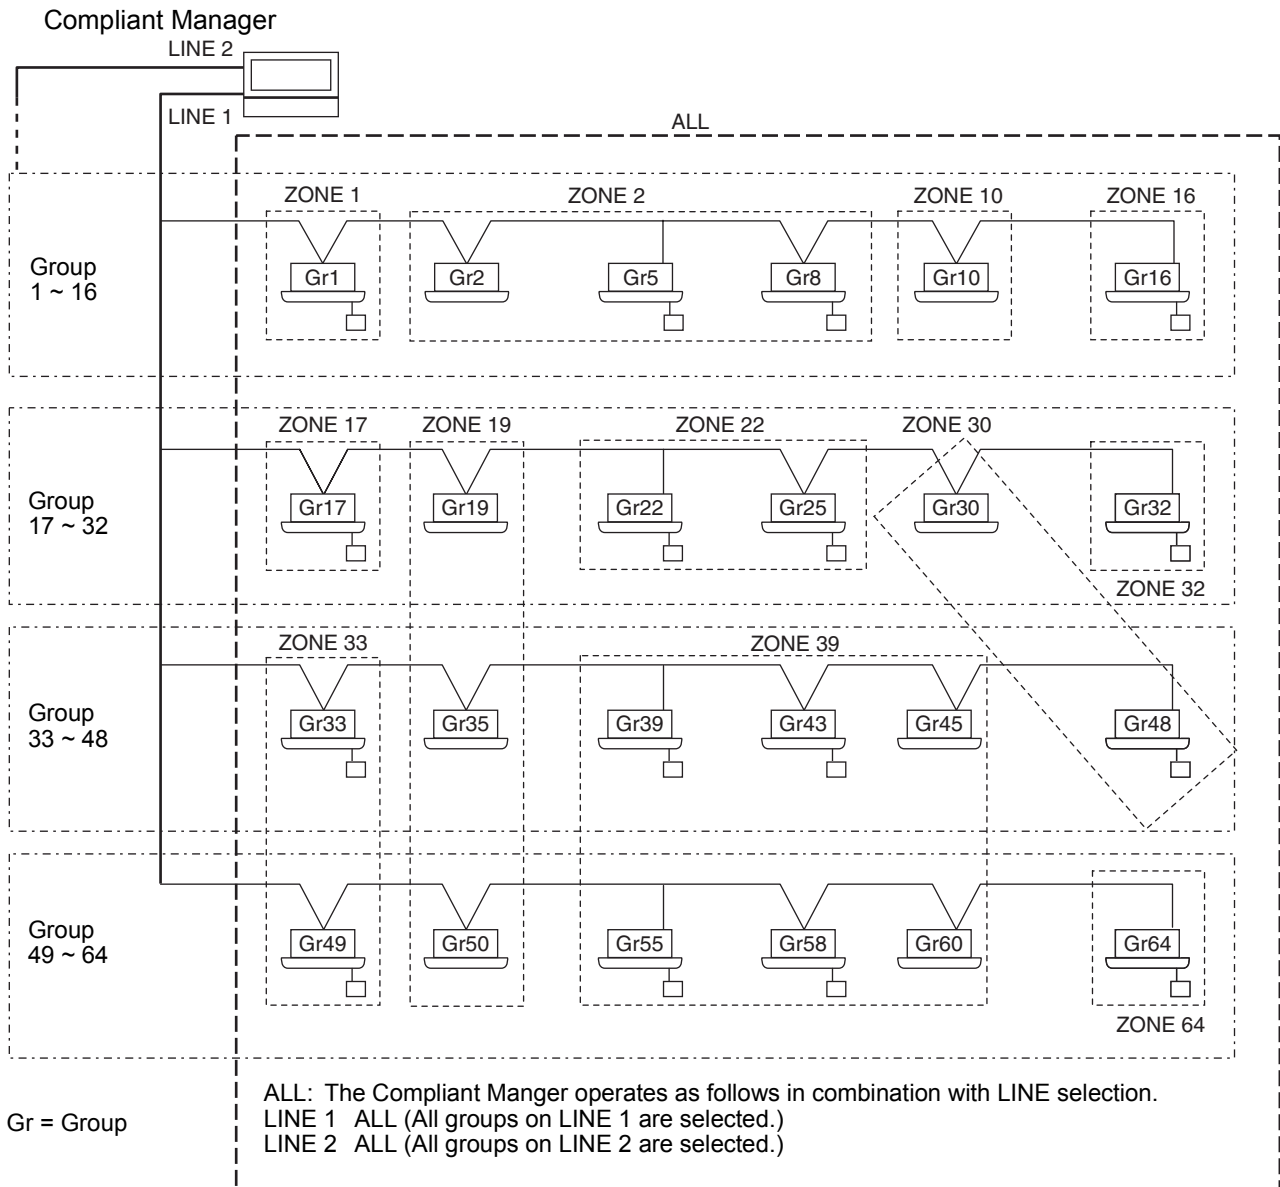 Compliant Manager
LINE 2
LINE 1
ALL
ZONE 1
ZONE 2
ZONE 10
ZONE 16
Group
1 ~ 16
Gr1
Gr2
Gr5
Gr8
Gr10
Gr16
ZONE 17
ZONE 19
ZONE 22
ZONE 30
Group
17 ~ 32
Gr17
Gr19
Gr22
Gr25
Gr30
Gr32
ZONE 32
ZONE 33
ZONE 39
Group
33 ~ 48
Gr33
Gr35
Gr39
Gr43
Gr45
Gr48
Group
49 ~ 64
Gr49
Gr50
Gr55
Gr58
Gr60
Gr64
ZONE 64
ALL: The Compliant Manger operates as follows in combination with LINE selection.
LINE 1 ALL (All groups on LINE 1 are selected.)
LINE 2 ALL (All groups on LINE 2 are selected.)
Gr = Group